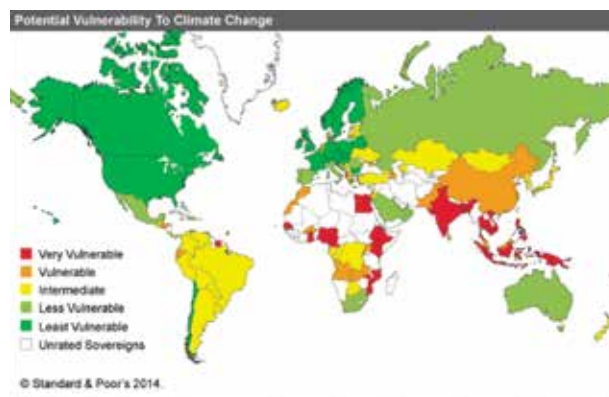 Potential Vulnerability To Climate Change
Very Vulnerable
Vulnerable
Intermediate
Less Vulnerable
Least Vulnerable
Unrated Sovereigns
© Standard & Poor's 2014.